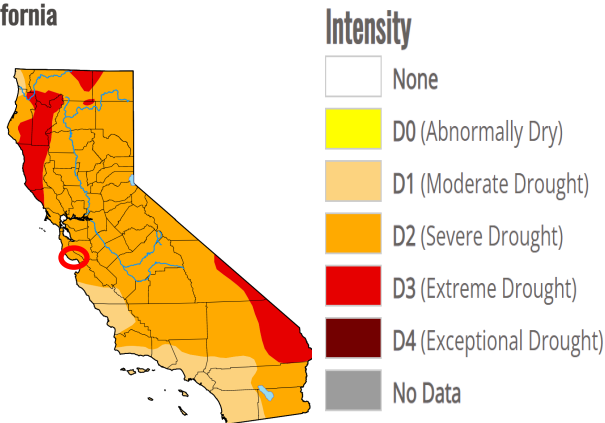 fornia
Intensity
None
D0 (Abnormally Dry)
D1 (Moderate Drought)
D2 (Severe Drought)
D3 (Extreme Drought)
D4 (Exceptional Drought)
No Data